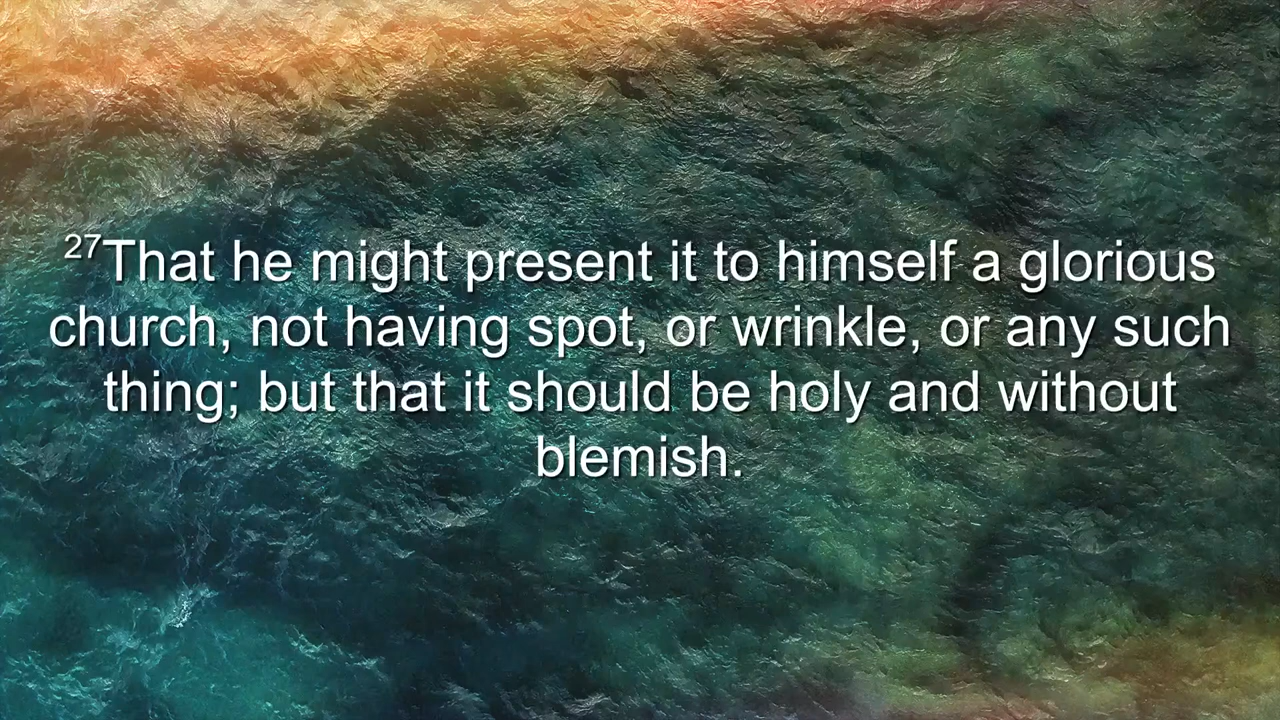 27That he might present it to himself a glorious
church, not having spot, or wrinkle, or any such
thing; but that it should be holy and without
blemish.